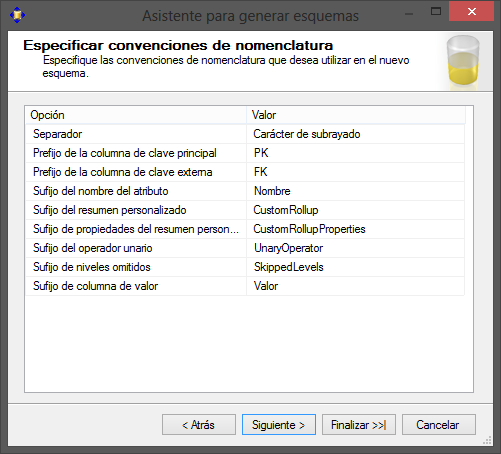 Asistente para generar esquemas
Especificar convenciones de nomenclatura
Especifique las convenciones de nomenclatura que desea utilizar en el nuevo
esquema.
Opción Valor
Separador Carácter de subrayado
Prefijo de la columna de clave principal PK
Prefijo de la columna de clave externa FK
Sufijo del nombre del atributo Nombre
Sufijo del resumen personalizado CustomRollup
Sufijo de propiedades del resumen person... CustomRollupProperties
Sufijo del operador unario UnaryOperator
Sufijo de niveles omitidos SkippedLevels
Sufijo de columna de valor Valor
< Atrás Siguiente > Finalizar >>| Cancelar